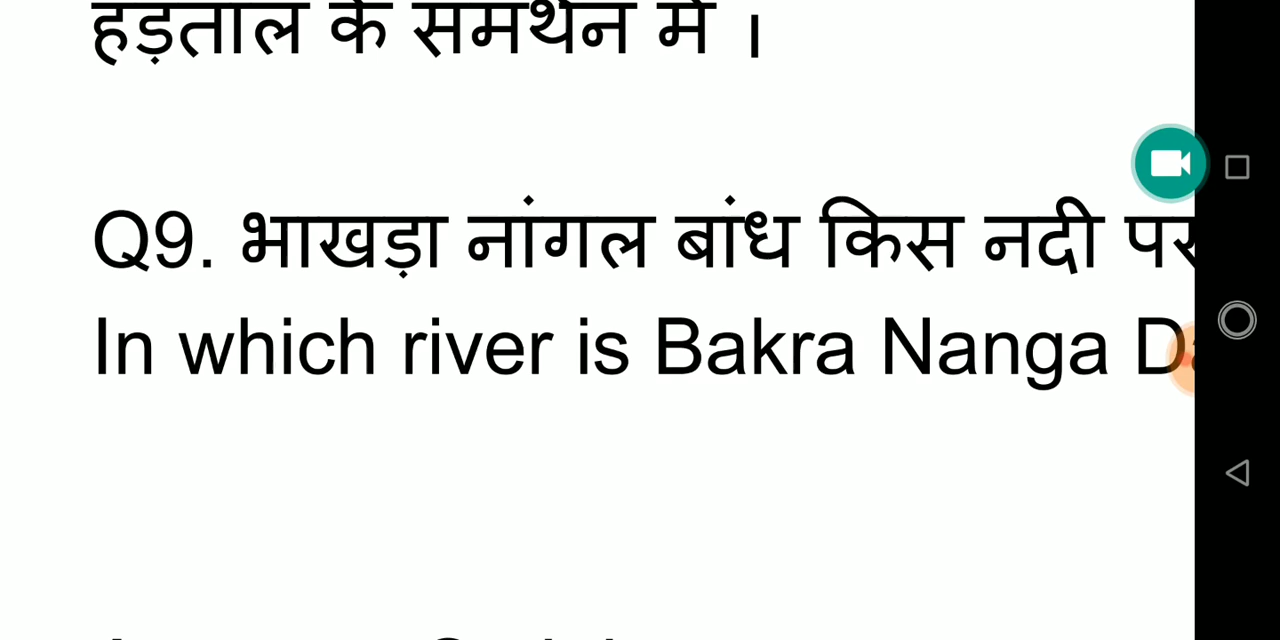 हड़ताल के समर्थन में ।
Q9. भाखड़ा नांगल बांध किस नदी पर
In which river is Bakra Nanga